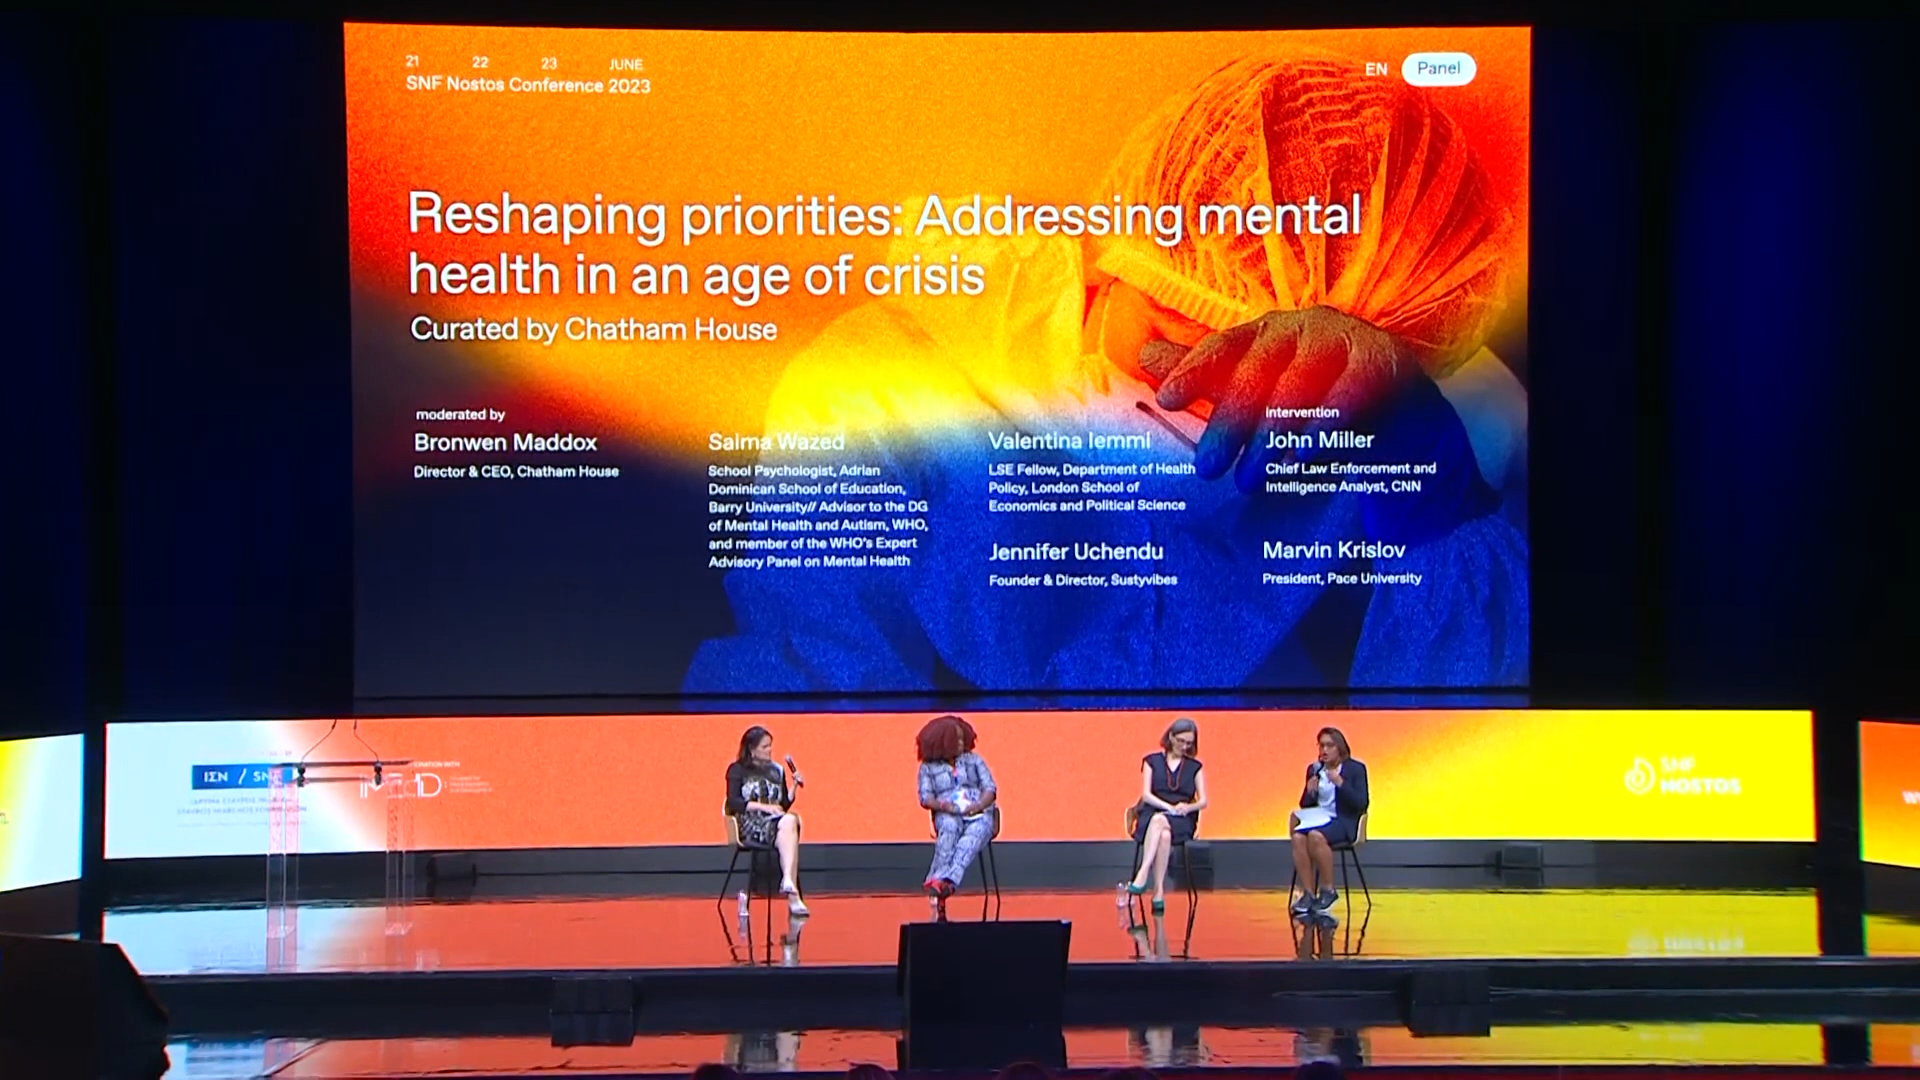 21 22 23 JUNE
SNF Nostos Conference 2023
EN
Panel
Reshaping priorities: Addressing mental
health in an age of crisis
Curated by Chatham House
moderated by
Bronwen Maddox
Director & CEO, Chatham House
Saima Wazed
School Psychologist, Adrian
Dominican School of Education,
Barry University// Advisor to the DG
of Mental Health and Autism, WHO,
and member of the WHO's Expert
Advisory Panel on Mental Health
Valentina Iemmi
LSE Fellow, Department of Health
Policy, London School of
Economics and Political Science
Jennifer Uchendu
Founder & Director, Sustyvibes
Intervention
John Miller
Chief Law Enforcement and
Intelligence Analyst, CNN
Marvin Krislov
President, Pace University
ΙΣΝ / SN
SNF
NOSTOS